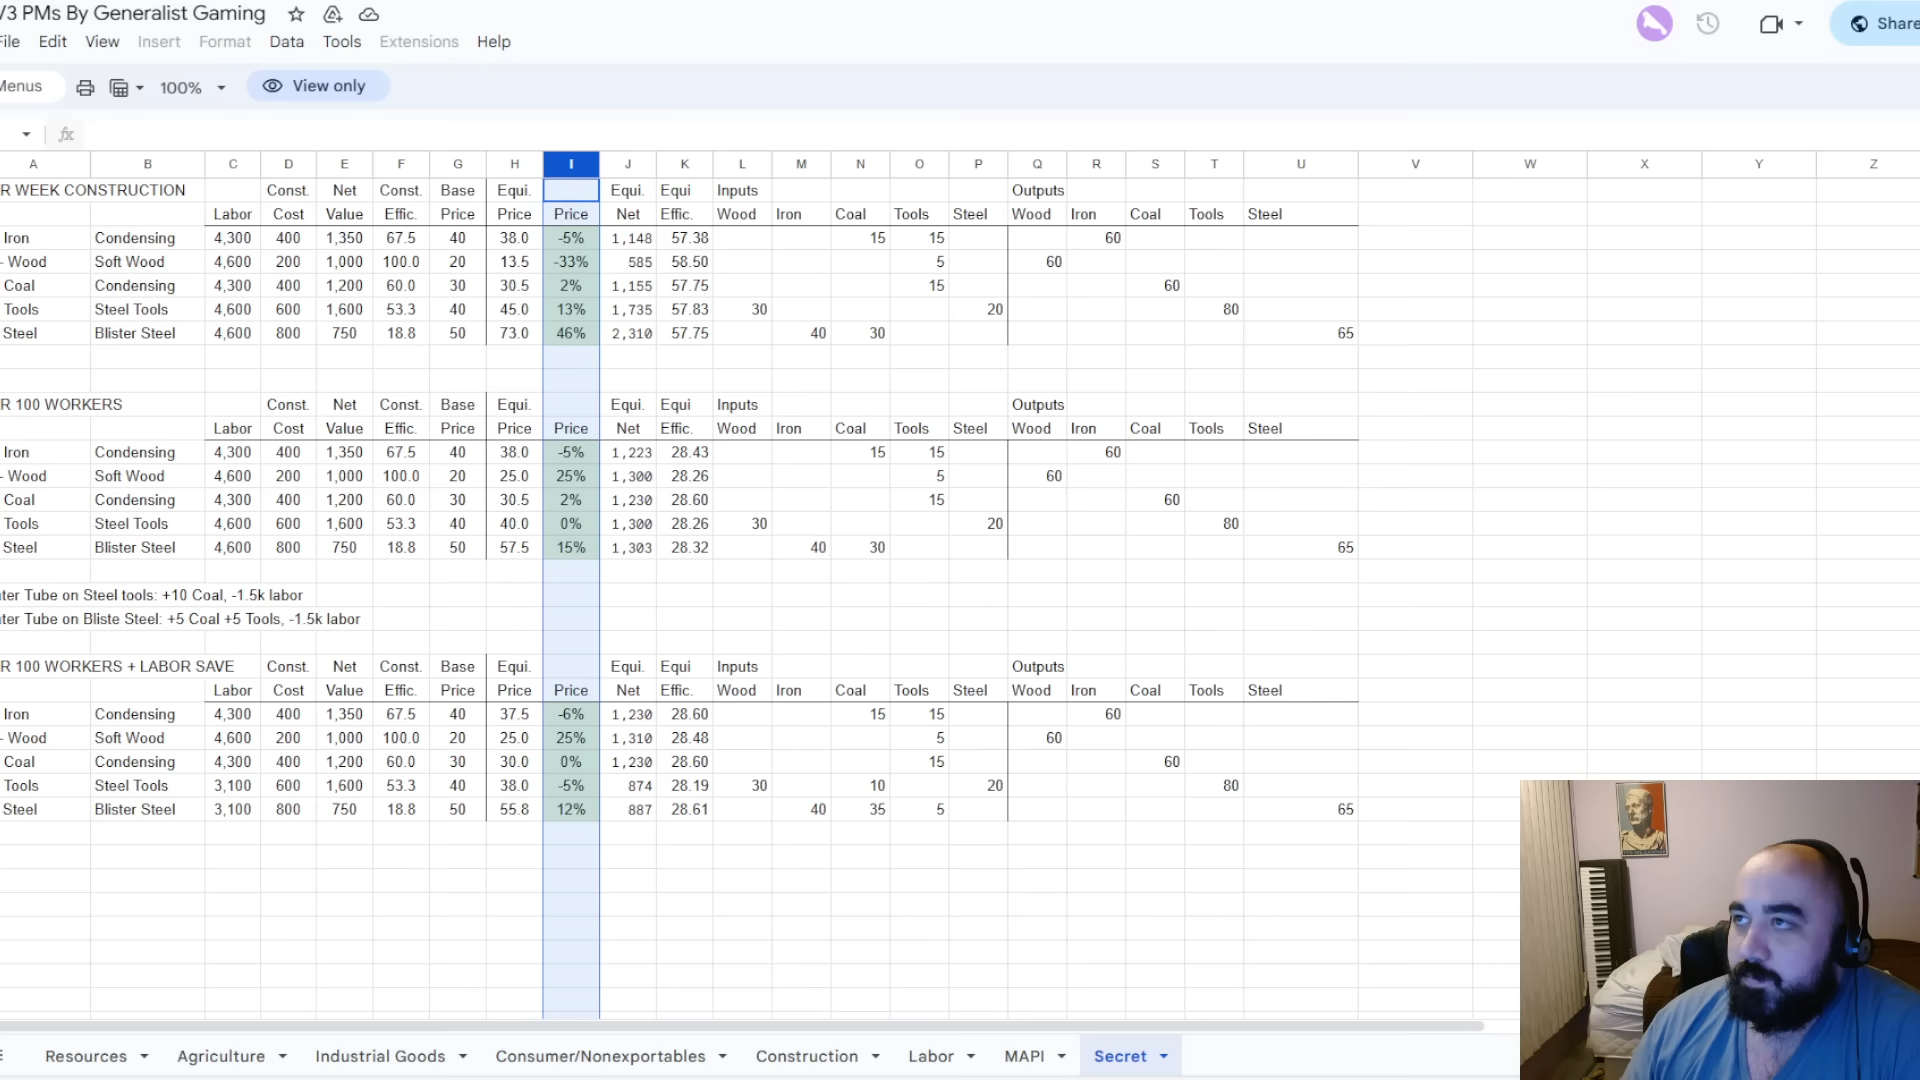 V3 PMs By Generalist Gaming
File Edit View Insert Format Data Tools Extensions Help
Share
Menus 100% View only
fx
A B C D E F G H I J K L M N O P Q R S T U V W X Y Z
R WEEK CONSTRUCTION Const. Net Const. Base Equi. Equi. Equi Inputs Outputs
Labor Cost Value Effic. Price Price Price Net Effic. Wood Iron Coal Tools Steel Wood Iron Coal Tools Steel
Iron Condensing 4,300 400 1,350 67.5 40 38.0 -5% 1,148 57.38 15 15 60
- Wood Soft Wood 4,600 200 1,000 100.0 20 13.5 -33% 585 58.50 5 60
Coal Condensing 4,300 400 1,200 60.0 30 30.5 2% 1,155 57.75 15 60
Tools Steel Tools 4,600 600 1,600 53.3 40 45.0 13% 1,735 57.83 30 20 80
Steel Blister Steel 4,600 800 750 18.8 50 73.0 46% 2,310 57.75 40 30 65
R 100 WORKERS Const. Net Const. Base Equi. Equi. Equi Inputs Outputs
Labor Cost Value Effic. Price Price Price Net Effic. Wood Iron Coal Tools Steel Wood Iron Coal Tools Steel
Iron Condensing 4,300 400 1,350 67.5 40 38.0 -5% 1,223 28.43 15 15 60
- Wood Soft Wood 4,600 200 1,000 100.0 20 25.0 25% 1,300 28.26 5 60
Coal Condensing 4,300 400 1,200 60.0 30 30.5 2% 1,230 28.60 15 60
Tools Steel Tools 4,600 600 1,600 53.3 40 40.0 0% 1,300 28.26 30 20 80
Steel Blister Steel 4,600 800 750 18.8 50 57.5 15% 1,303 28.32 40 30 65
ter Tube on Steel tools: +10 Coal, -1.5k labor
ter Tube on Bliste Steel: +5 Coal +5 Tools, -1.5k labor
R 100 WORKERS + LABOR SAVE Const. Net Const. Base Equi. Equi. Equi Inputs Outputs
Labor Cost Value Effic. Price Price Price Net Effic. Wood Iron Coal Tools Steel Wood Iron Coal Tools Steel
Iron Condensing 4,300 400 1,350 67.5 40 37.5 -6% 1,230 28.60 15 15 60
- Wood Soft Wood 4,600 200 1,000 100.0 20 25.0 25% 1,310 28.48 5 60
Coal Condensing 4,300 400 1,200 60.0 30 30.0 0% 1,230 28.60 15 60
Tools Steel Tools 3,100 600 1,600 53.3 40 38.0 -5% 874 28.19 30 10 20 80
Steel Blister Steel 3,100 800 750 18.8 50 55.8 12% 887 28.61 40 35 5 65
Resources Agriculture Industrial Goods Consumer/Nonexportables Construction Labor MAPI Secret